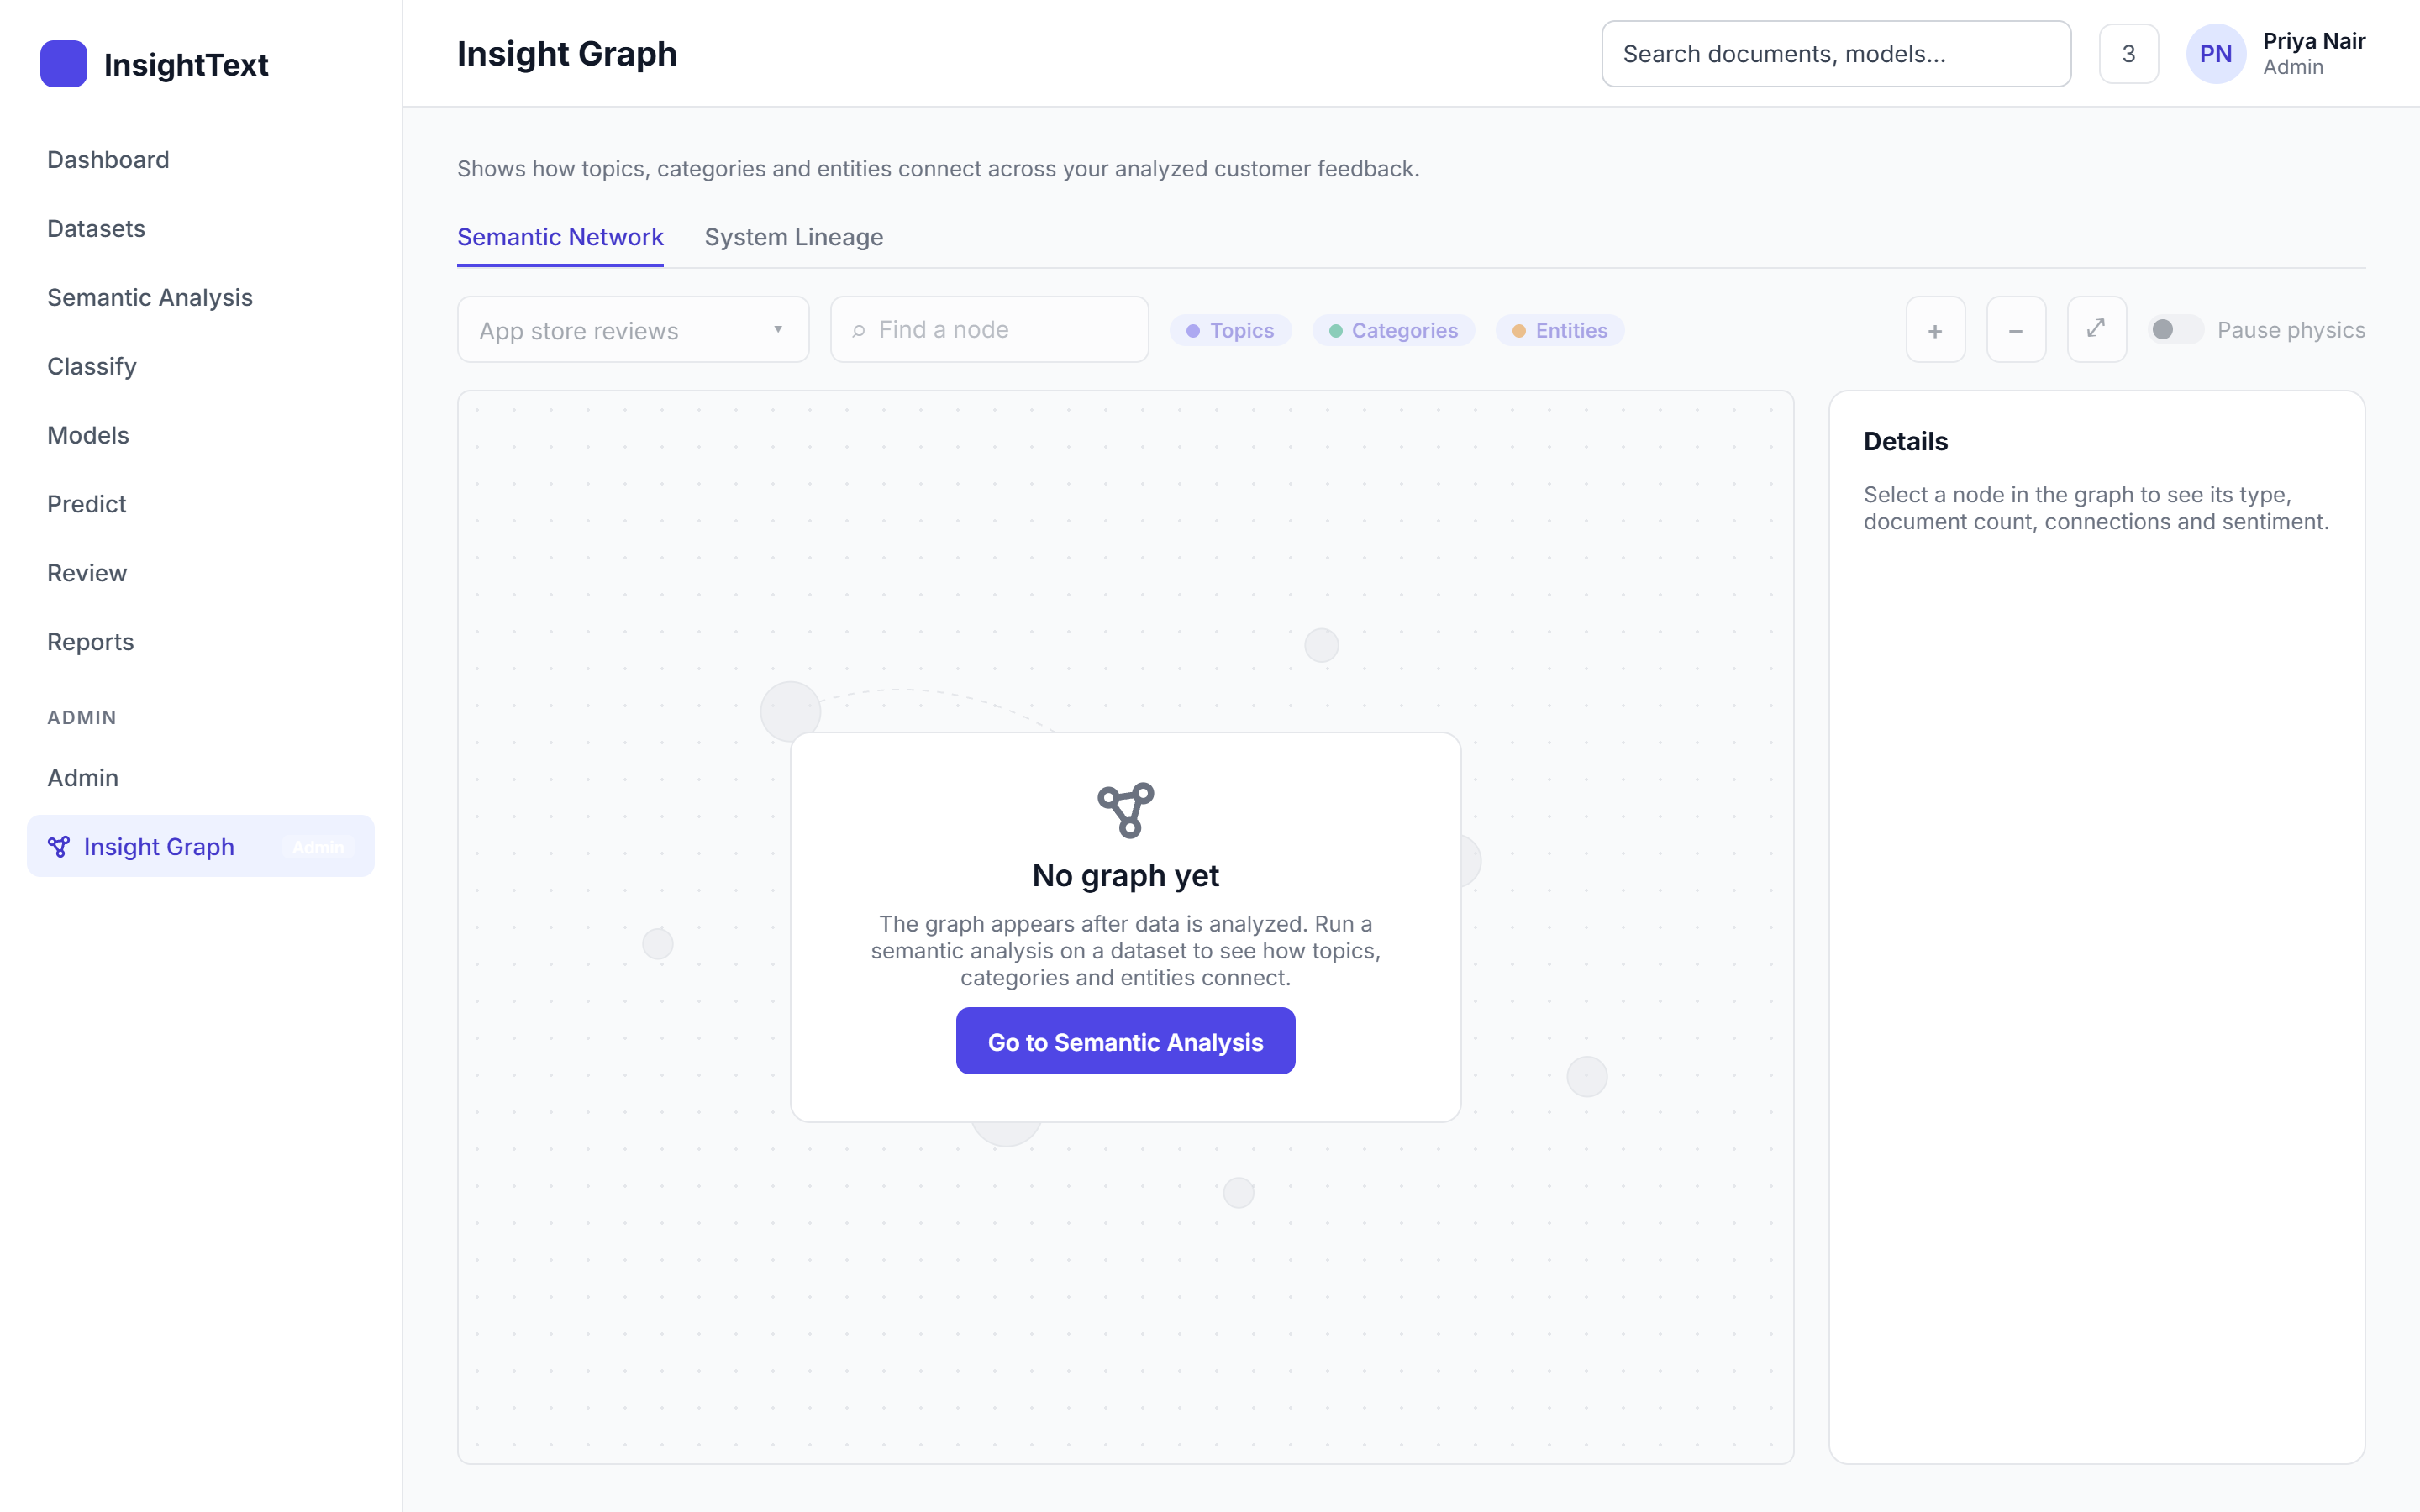 InsightText
Dashboard
Datasets
Semantic Analysis
Classify
Models
Predict
Review
Reports
ADMIN
Admin
Insight Graph
Admin
Insight Graph
Search documents, models...
3
PN
Priya Nair
Admin
Shows how topics, categories and entities connect across your analyzed customer feedback.
Semantic Network
System Lineage
App store reviews
Find a node
Topics
Categories
Entities
+
−
Pause physics
No graph yet
The graph appears after data is analyzed. Run a
semantic analysis on a dataset to see how topics,
categories and entities connect.
Go to Semantic Analysis
Details
Select a node in the graph to see its type,
document count, connections and sentiment.